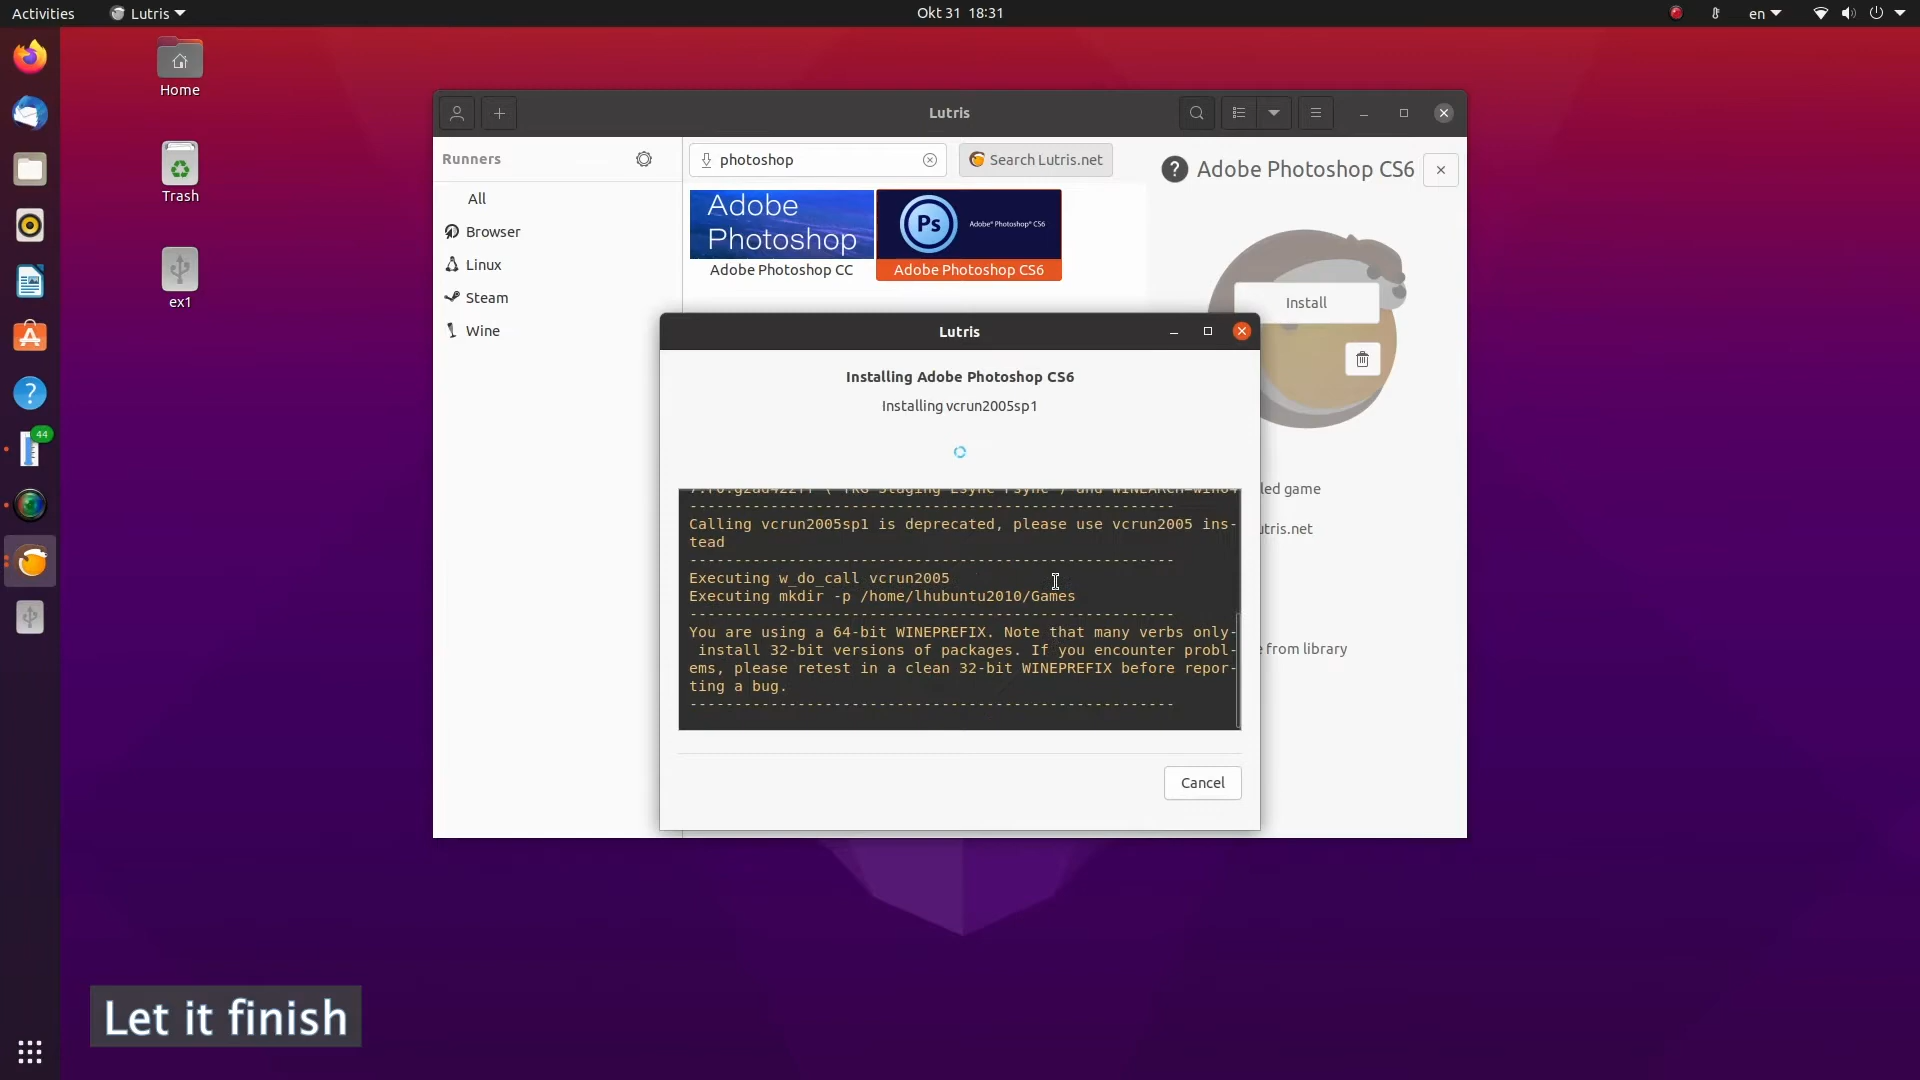 Activities
Lutris
Okt 31 18:31
en
Home
Trash
ex1
44
Lutris
Runners
photoshop
Search Lutris.net
Adobe Photoshop CS6
All
Browser
Linux
Steam
Wine
Adobe
Photoshop
Adobe Photoshop CC
Ps
Adobe® Photoshop® CS6
Adobe Photoshop CS6
Install
led game
utris.net
e from library
Lutris
Installing Adobe Photoshop CS6
Installing vcrun2005sp1
------------------------------------------------------
Calling vcrun2005sp1 is deprecated, please use vcrun2005 ins-
tead
------------------------------------------------------
Executing w_do_call vcrun2005
Executing mkdir -p /home/lhubuntu2010/Games
------------------------------------------------------
You are using a 64-bit WINEPREFIX. Note that many verbs only-
install 32-bit versions of packages. If you encounter probl-
ems, please retest in a clean 32-bit WINEPREFIX before repor-
ting a bug.
------------------------------------------------------
Cancel
Let it finish